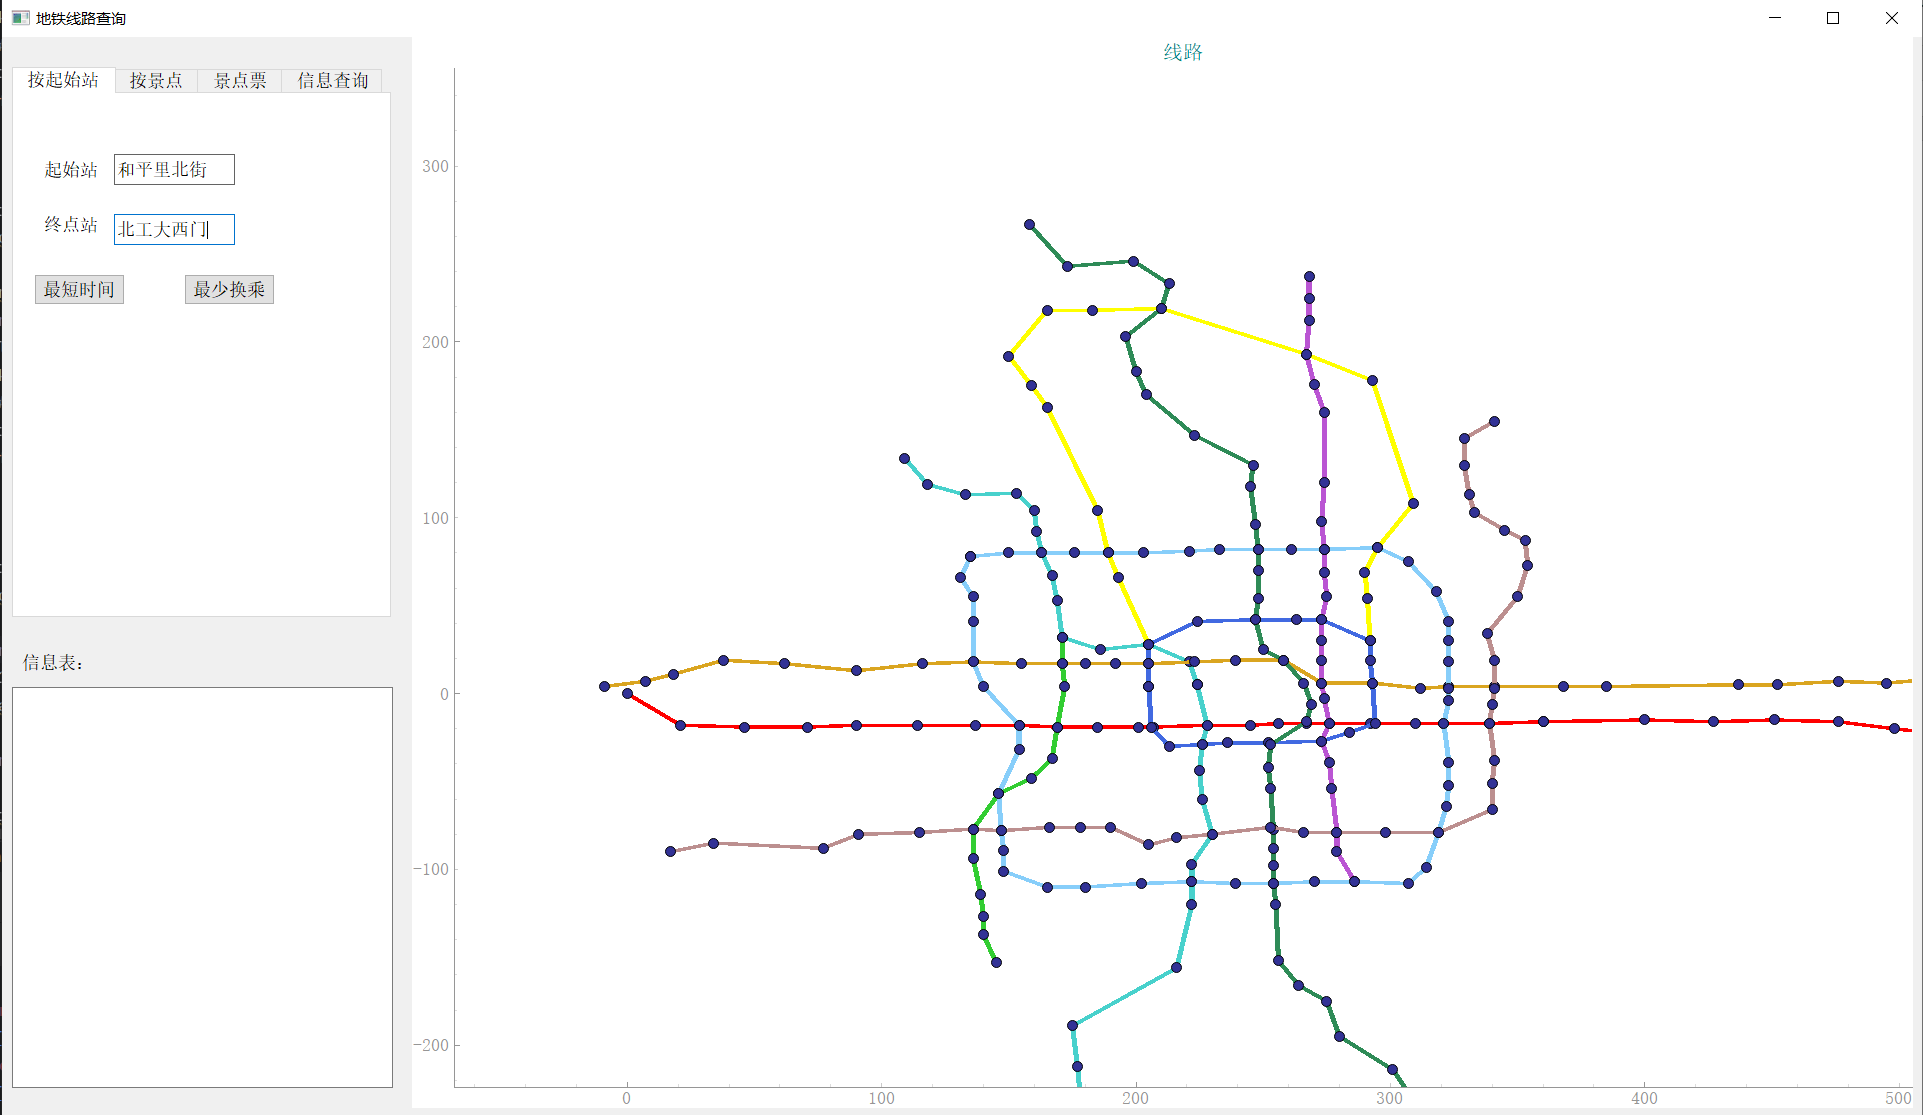 地铁线路查询
线路
按起始站 按景点 景点票 信息查询
起始站 和平里北街
终点站 北工大西门
最短时间 最少换乘
信息表：
300
200
100
0
-100
-200
0 100 200 300 400 500